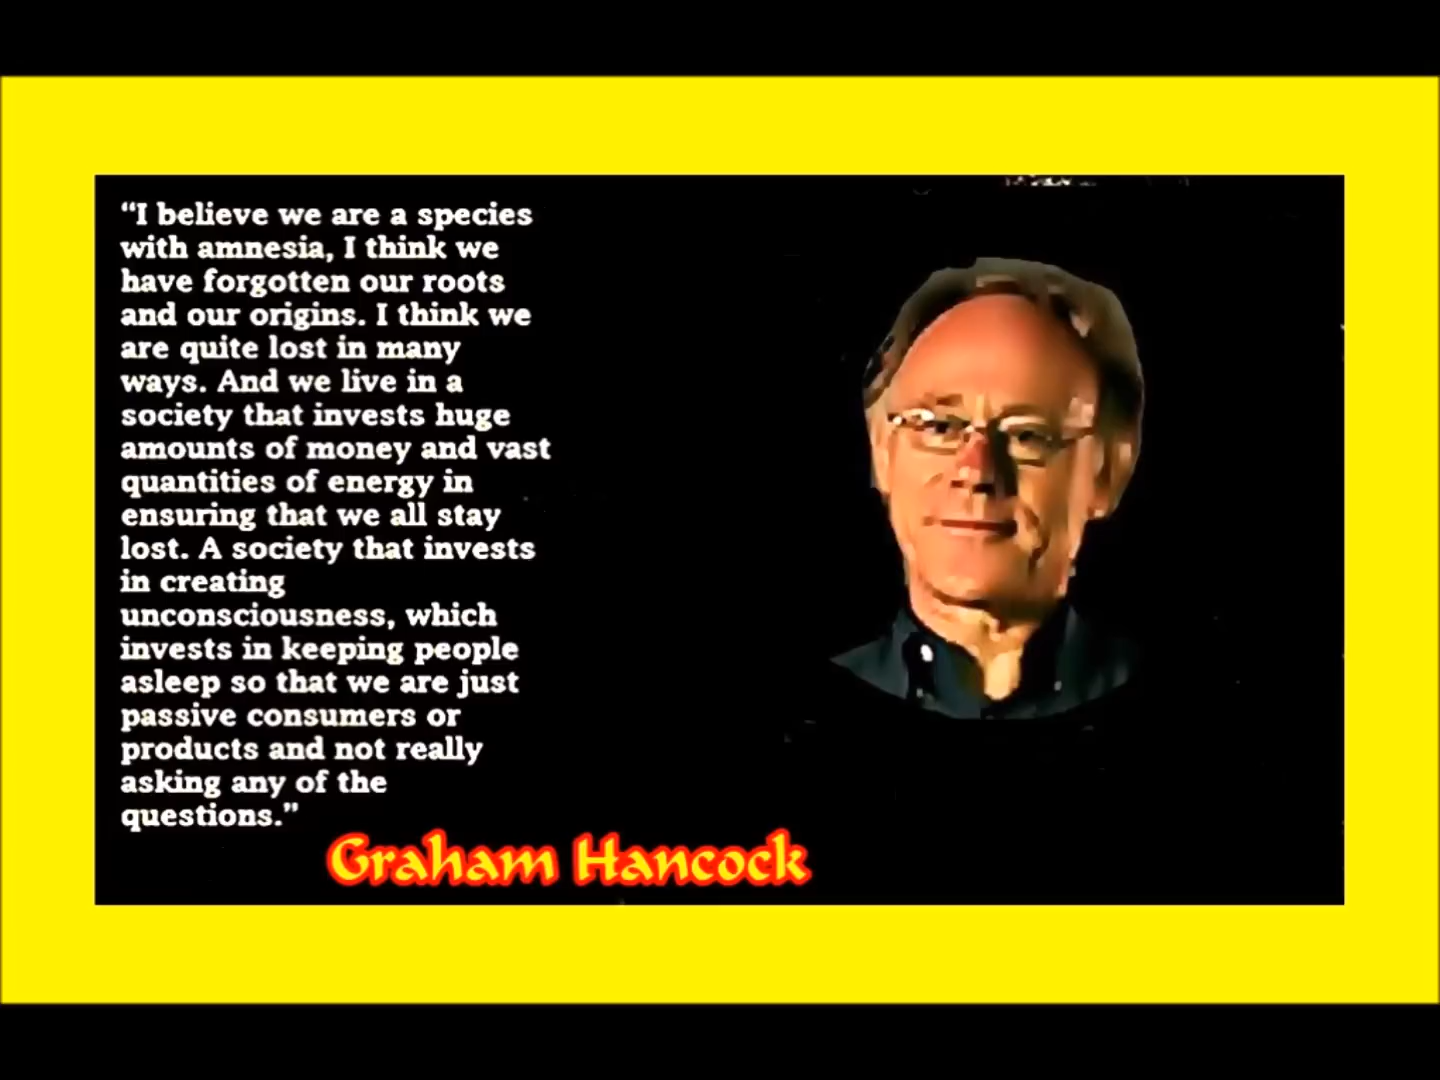 “I believe we are a species
with amnesia, I think we
have forgotten our roots
and our origins. I think we
are quite lost in many
ways. And we live in a
society that invests huge
amounts of money and vast
quantities of energy in
ensuring that we all stay
lost. A society that invests
in creating
unconsciousness, which
invests in keeping people
asleep so that we are just
passive consumers or
products and not really
asking any of the
questions.”
Graham Hancock